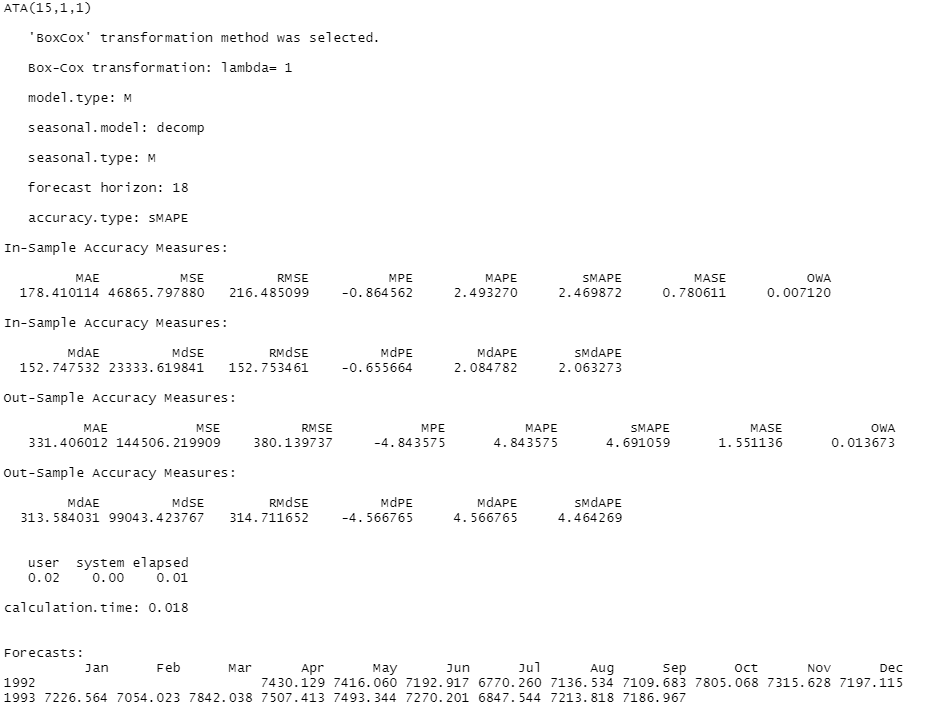 ATA(15,1,1)
'BoxCox' transformation method was selected.
Box-Cox transformation: lambda= 1
model.type: M
seasonal.model: decomp
seasonal.type: M
forecast horizon: 18
accuracy.type: sMAPE
In-Sample Accuracy Measures:
MAE MSE RMSE MPE MAPE sMAPE MASE OWA
178.410114 46865.797880 216.485099 -0.864562 2.493270 2.469872 0.780611 0.007120
In-Sample Accuracy Measures:
MdAE MdSE RMdSE MdPE MdAPE sMdAPE
152.747532 23333.619841 152.753461 -0.655664 2.084782 2.063273
Out-Sample Accuracy Measures:
MAE MSE RMSE MPE MAPE sMAPE MASE OWA
331.406012 144506.219909 380.139737 -4.843575 4.843575 4.691059 1.551136 0.013673
Out-Sample Accuracy Measures:
MdAE MdSE RMdSE MdPE MdAPE sMdAPE
313.584031 99043.423767 314.711652 -4.566765 4.566765 4.464269
user system elapsed
0.02 0.00 0.01
calculation.time: 0.018
Forecasts:
Jan Feb Mar Apr May Jun Jul Aug Sep Oct Nov Dec
1992 7430.129 7416.060 7192.917 6770.260 7136.534 7109.683 7805.068 7315.628 7197.115
1993 7226.564 7054.023 7842.038 7507.413 7493.344 7270.201 6847.544 7213.818 7186.967